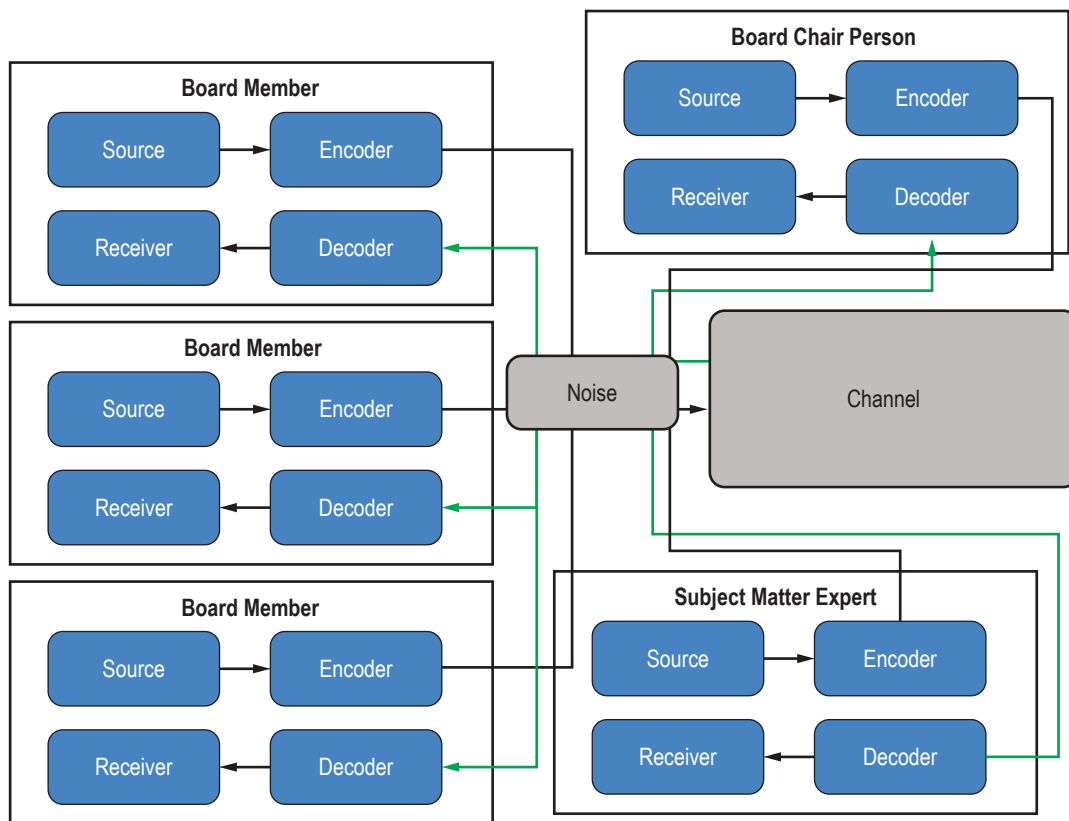 Board Chair Person
Source
Encoder
Receiver
Decoder
Board Member
Source
Encoder
Receiver
Decoder
Board Member
Source
Encoder
Receiver
Decoder
Noise
Channel
Board Member
Source
Encoder
Receiver
Decoder
Subject Matter Expert
Source
Encoder
Receiver
Decoder